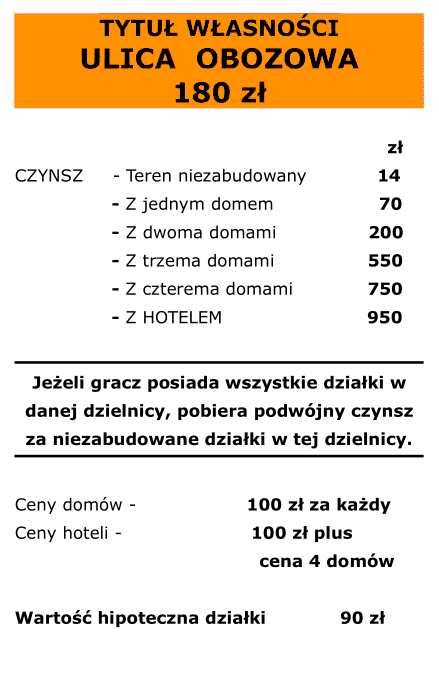 TYTUŁ WŁASNOŚCI
ULICA OBOZOWA
180 zł
zł
CZYNSZ - Teren niezabudowany 14
- Z jednym domem 70
- Z dwoma domami 200
- Z trzema domami 550
- Z czterema domami 750
- Z HOTELEM 950
Jeżeli gracz posiada wszystkie działki w
danej dzielnicy, pobiera podwójny czynsz
za niezabudowane działki w tej dzielnicy.
Ceny domów - 100 zł za każdy
Ceny hoteli - 100 zł plus
cena 4 domów
Wartość hipoteczna działki 90 zł